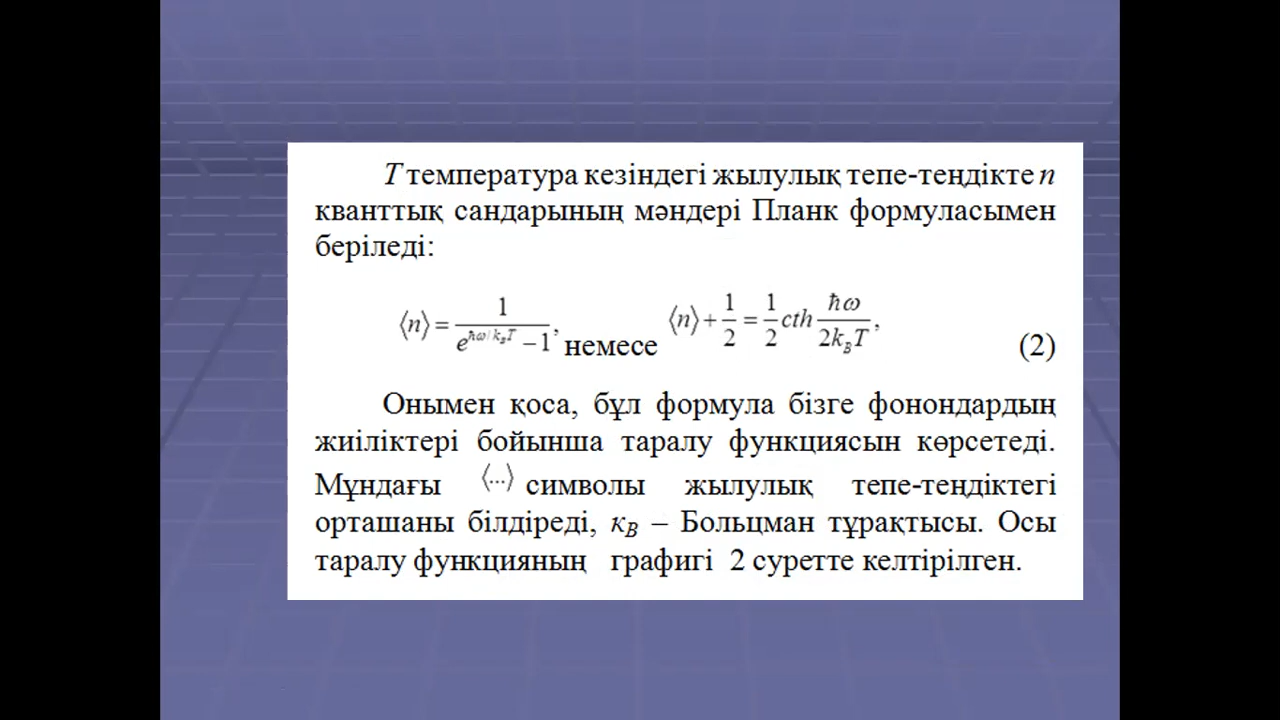 T температура кезіндегі жылулық тепе-теңдікте n
кванттық сандарының мәндері Планк формуласымен
беріледі:
⟨n⟩ = 1 / (e^{ħω/k_BT} − 1), немесе ⟨n⟩ + 1/2 = 1/2 cth ħω / 2k_BT, (2)
Онымен қоса, бұл формула бізге фонондардың
жиіліктері бойынша таралу функциясын көрсетеді.
Мұндағы ⟨...⟩ символы жылулық тепе-теңдіктегі
орташаны білдіреді, к_B – Больцман тұрақтысы. Осы
таралу функцияның графигі 2 суретте келтірілген.